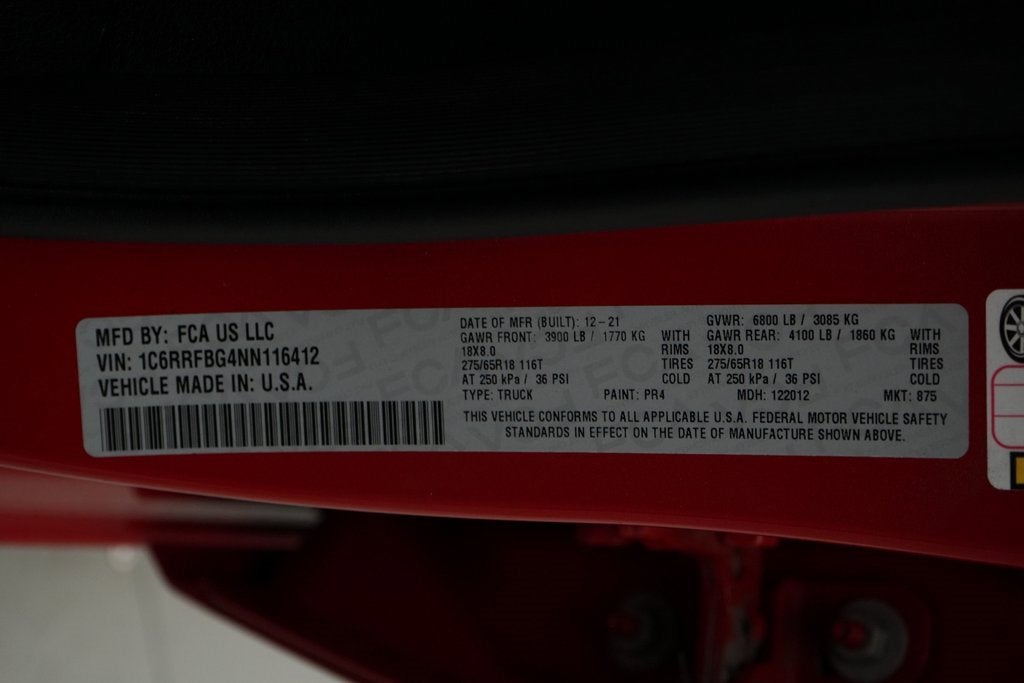 MFD BY: FCA US LLC
VIN: 1C6RRFBG4NN116412
VEHICLE MADE IN: U.S.A.
DATE OF MFR (BUILT): 12-21
GVWR: 6800 LB / 3085 KG
GAWR FRONT: 3900 LB / 1770 KG WITH
GAWR REAR: 4100 LB / 1860 KG WITH
18X8.0 RIMS 18X8.0 RIMS
275/65R18 116T TIRES 275/65R18 116T TIRES
AT 250 kPa / 36 PSI COLD AT 250 kPa / 36 PSI COLD
TYPE: TRUCK PAINT: PR4 MDH: 122012 MKT: 875
THIS VEHICLE CONFORMS TO ALL APPLICABLE U.S.A. FEDERAL MOTOR VEHICLE SAFETY
STANDARDS IN EFFECT ON THE DATE OF MANUFACTURE SHOWN ABOVE.